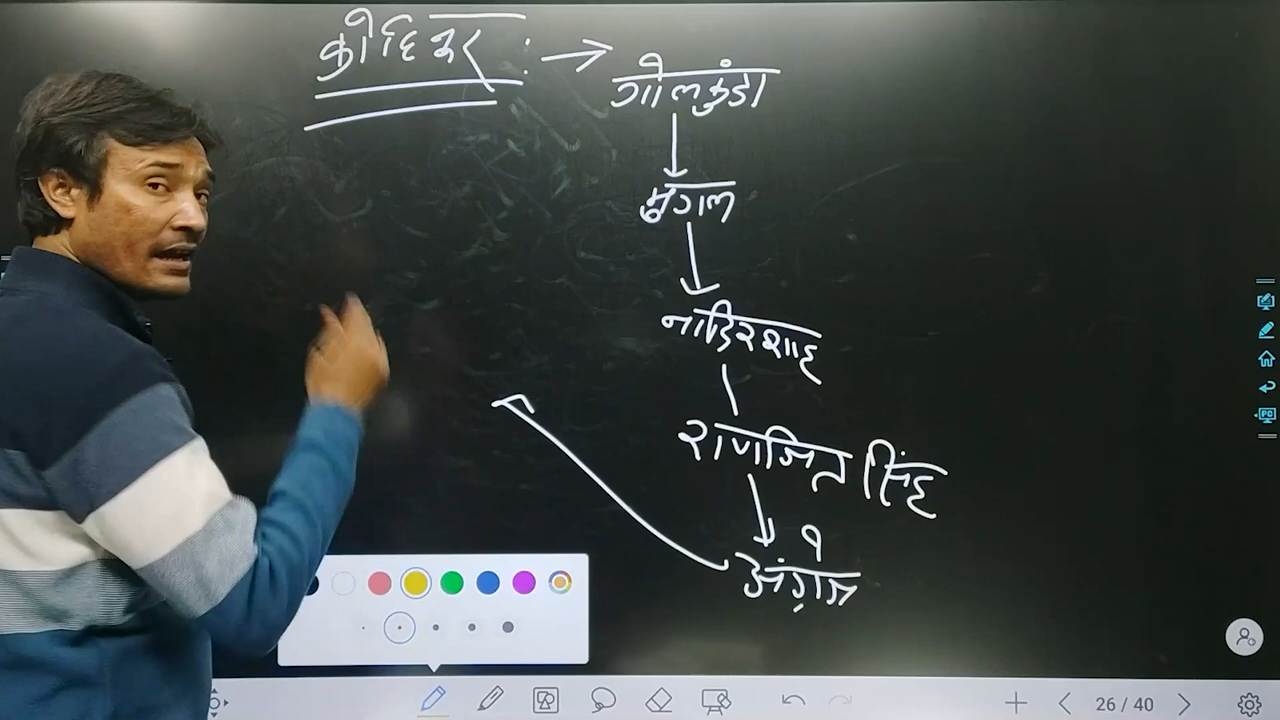 कोहिनूर : →
गोलकुंडा
मुगल
नादिरशाह
रणजित सिंह
अंग्रेज
26 / 40